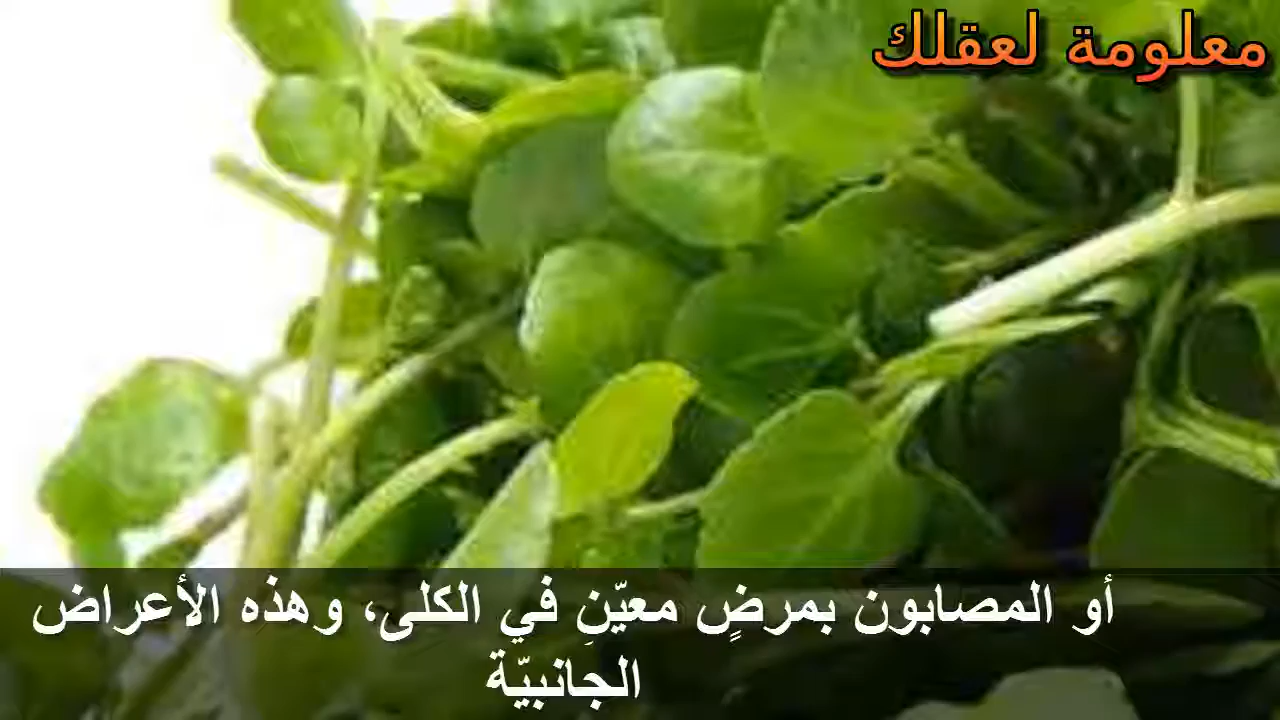 معلومة لعقلك
أو المصابون بمرضٍ معيّنِ في الكلى، وهذه الأعراض
الجانبيّة